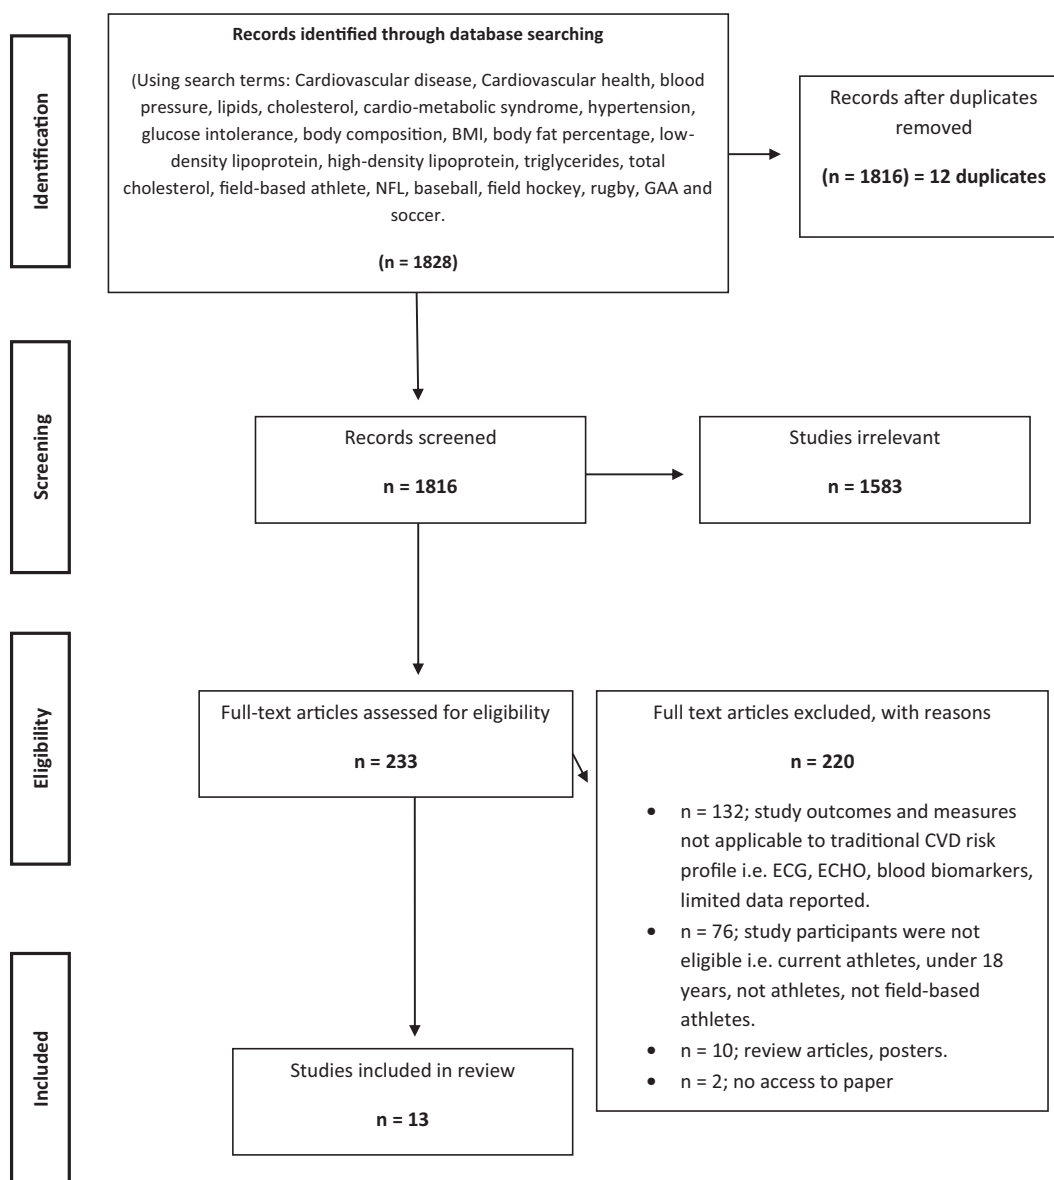 Identification
Records identified through database searching
(Using search terms: Cardiovascular disease, Cardiovascular health, blood
pressure, lipids, cholesterol, cardio-metabolic syndrome, hypertension,
glucose intolerance, body composition, BMI, body fat percentage, low-
density lipoprotein, high-density lipoprotein, triglycerides, total
cholesterol, field-based athlete, NFL, baseball, field hockey, rugby, GAA and
soccer.
(n = 1828)
Records after duplicates
removed
(n = 1816) = 12 duplicates
Screening
Records screened
n = 1816
Studies irrelevant
n = 1583
Eligibility
Full-text articles assessed for eligibility
n = 233
Full text articles excluded, with reasons
n = 220
• n = 132; study outcomes and measures
not applicable to traditional CVD risk
profile i.e. ECG, ECHO, blood biomarkers,
limited data reported.
• n = 76; study participants were not
eligible i.e. current athletes, under 18
years, not athletes, not field-based
athletes.
• n = 10; review articles, posters.
• n = 2; no access to paper
Included
Studies included in review
n = 13